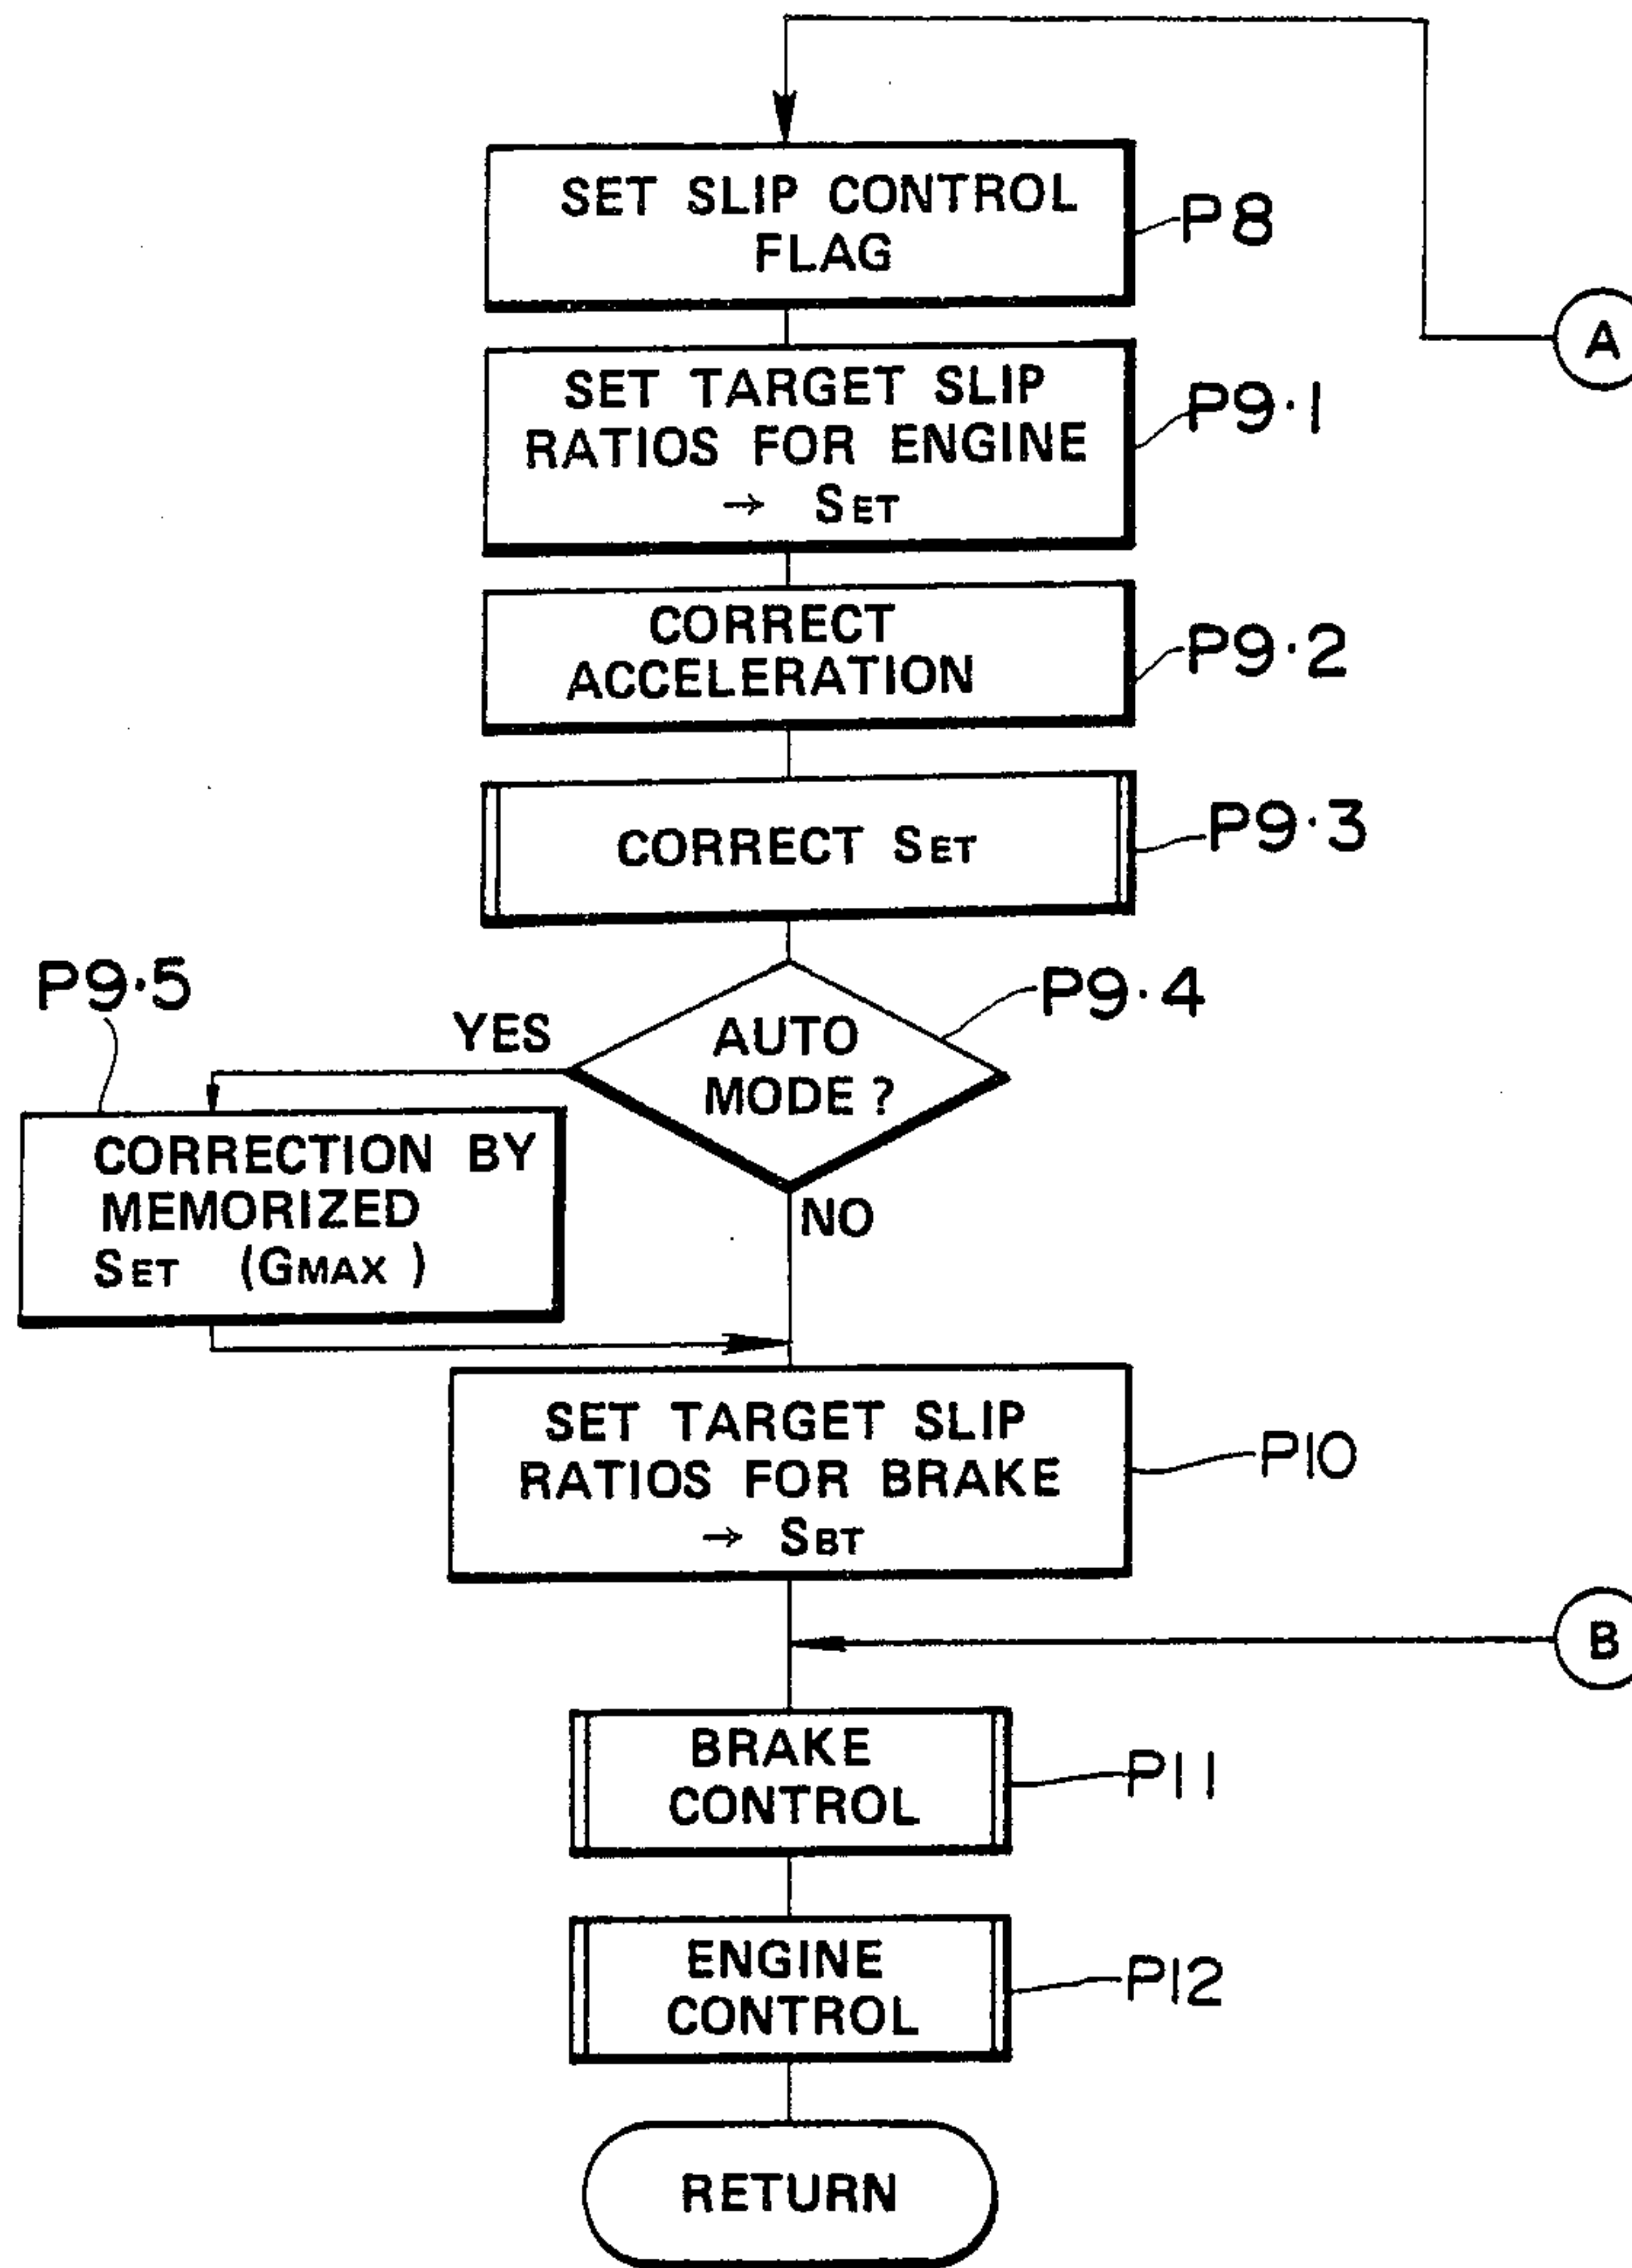 SET SLIP CONTROL
FLAG
P8
A
SET TARGET SLIP
RATIOS FOR ENGINE
→ SET
P9·1
CORRECT
ACCELERATION
P9·2
CORRECT SET
P9·3
P9·5
YES
AUTO
MODE ?
P9·4
CORRECTION BY
MEMORIZED
SET (GMAX )
NO
SET TARGET SLIP
RATIOS FOR BRAKE
→ SBT
P10
B
BRAKE
CONTROL
P11
ENGINE
CONTROL
P12
RETURN